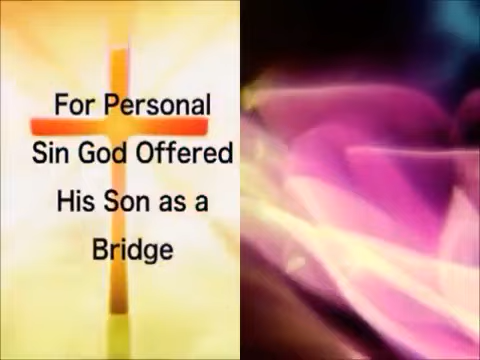 For Personal
Sin God Offered
His Son as a
Bridge